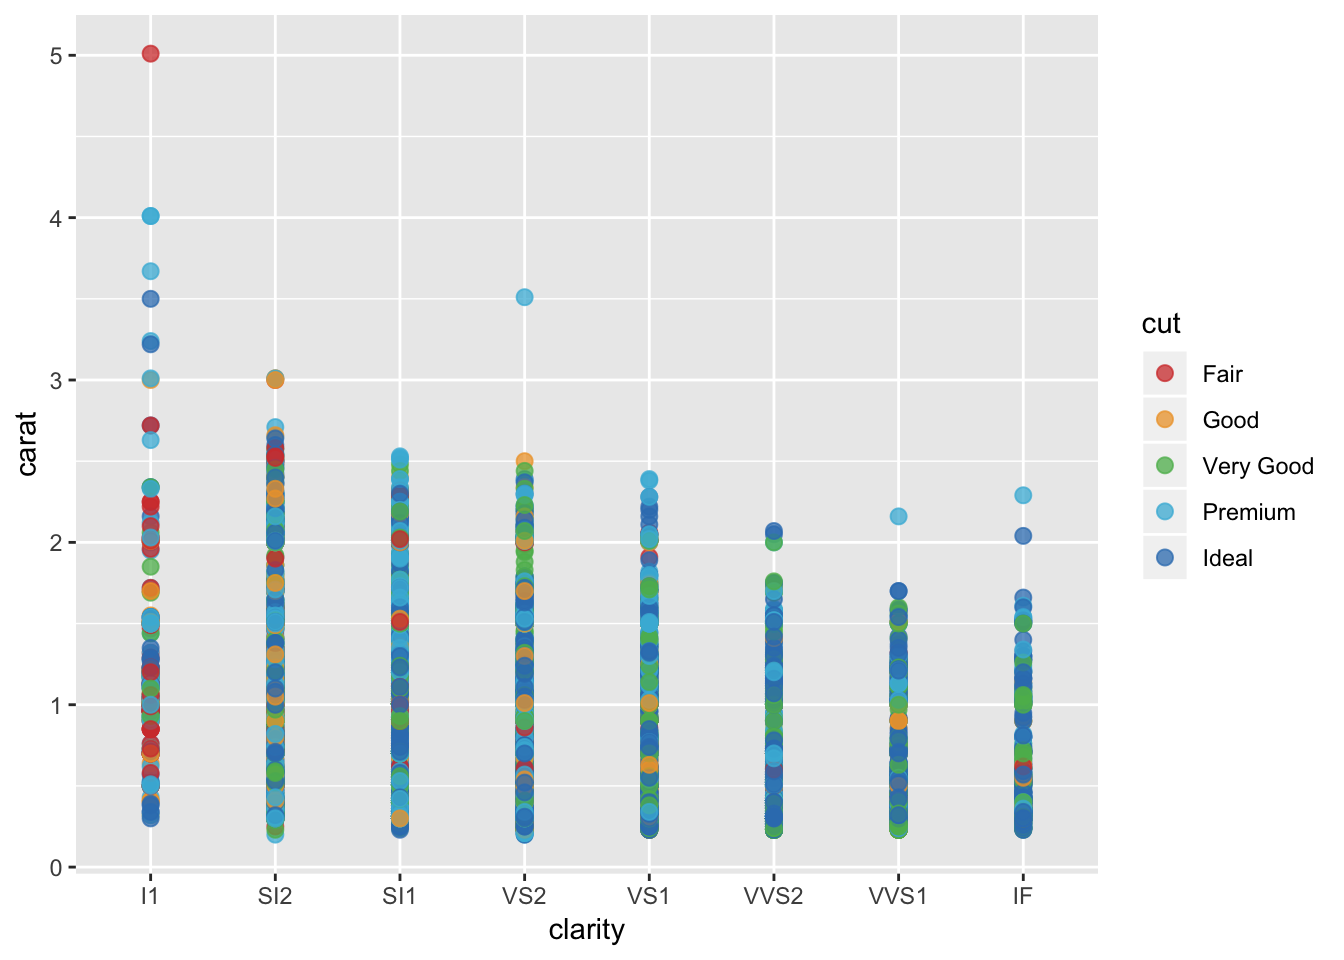 5
4
3
2
1
0
carat
I1 SI2 SI1 VS2 VS1 VVS2 VVS1 IF
clarity
cut
Fair
Good
Very Good
Premium
Ideal